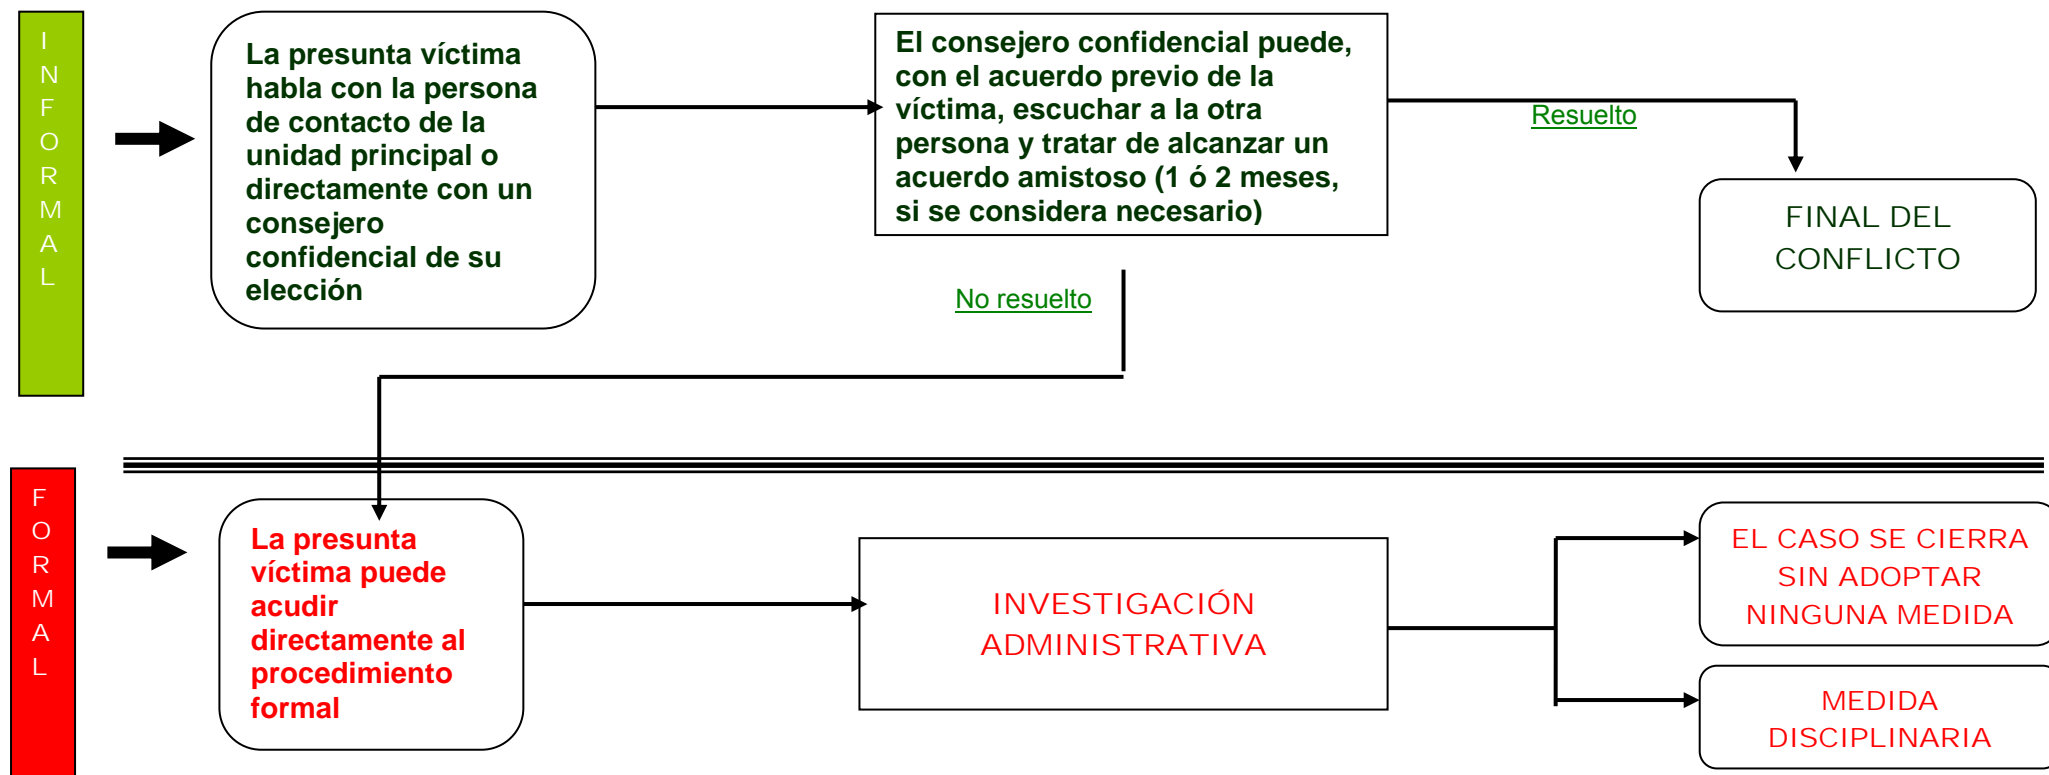 INFORMAL
La presunta víctima
habla con la persona
de contacto de la
unidad principal o
directamente con un
consejero
confidencial de su
elección
El consejero confidencial puede,
con el acuerdo previo de la
víctima, escuchar a la otra
persona y tratar de alcanzar un
acuerdo amistoso (1 ó 2 meses,
si se considera necesario)
Resuelto
FINAL DEL
CONFLICTO
No resuelto
FORMAL
La presunta
víctima puede
acudir
directamente al
procedimiento
formal
INVESTIGACIÓN
ADMINISTRATIVA
EL CASO SE CIERRA
SIN ADOPTAR
NINGUNA MEDIDA
MEDIDA
DISCIPLINARIA